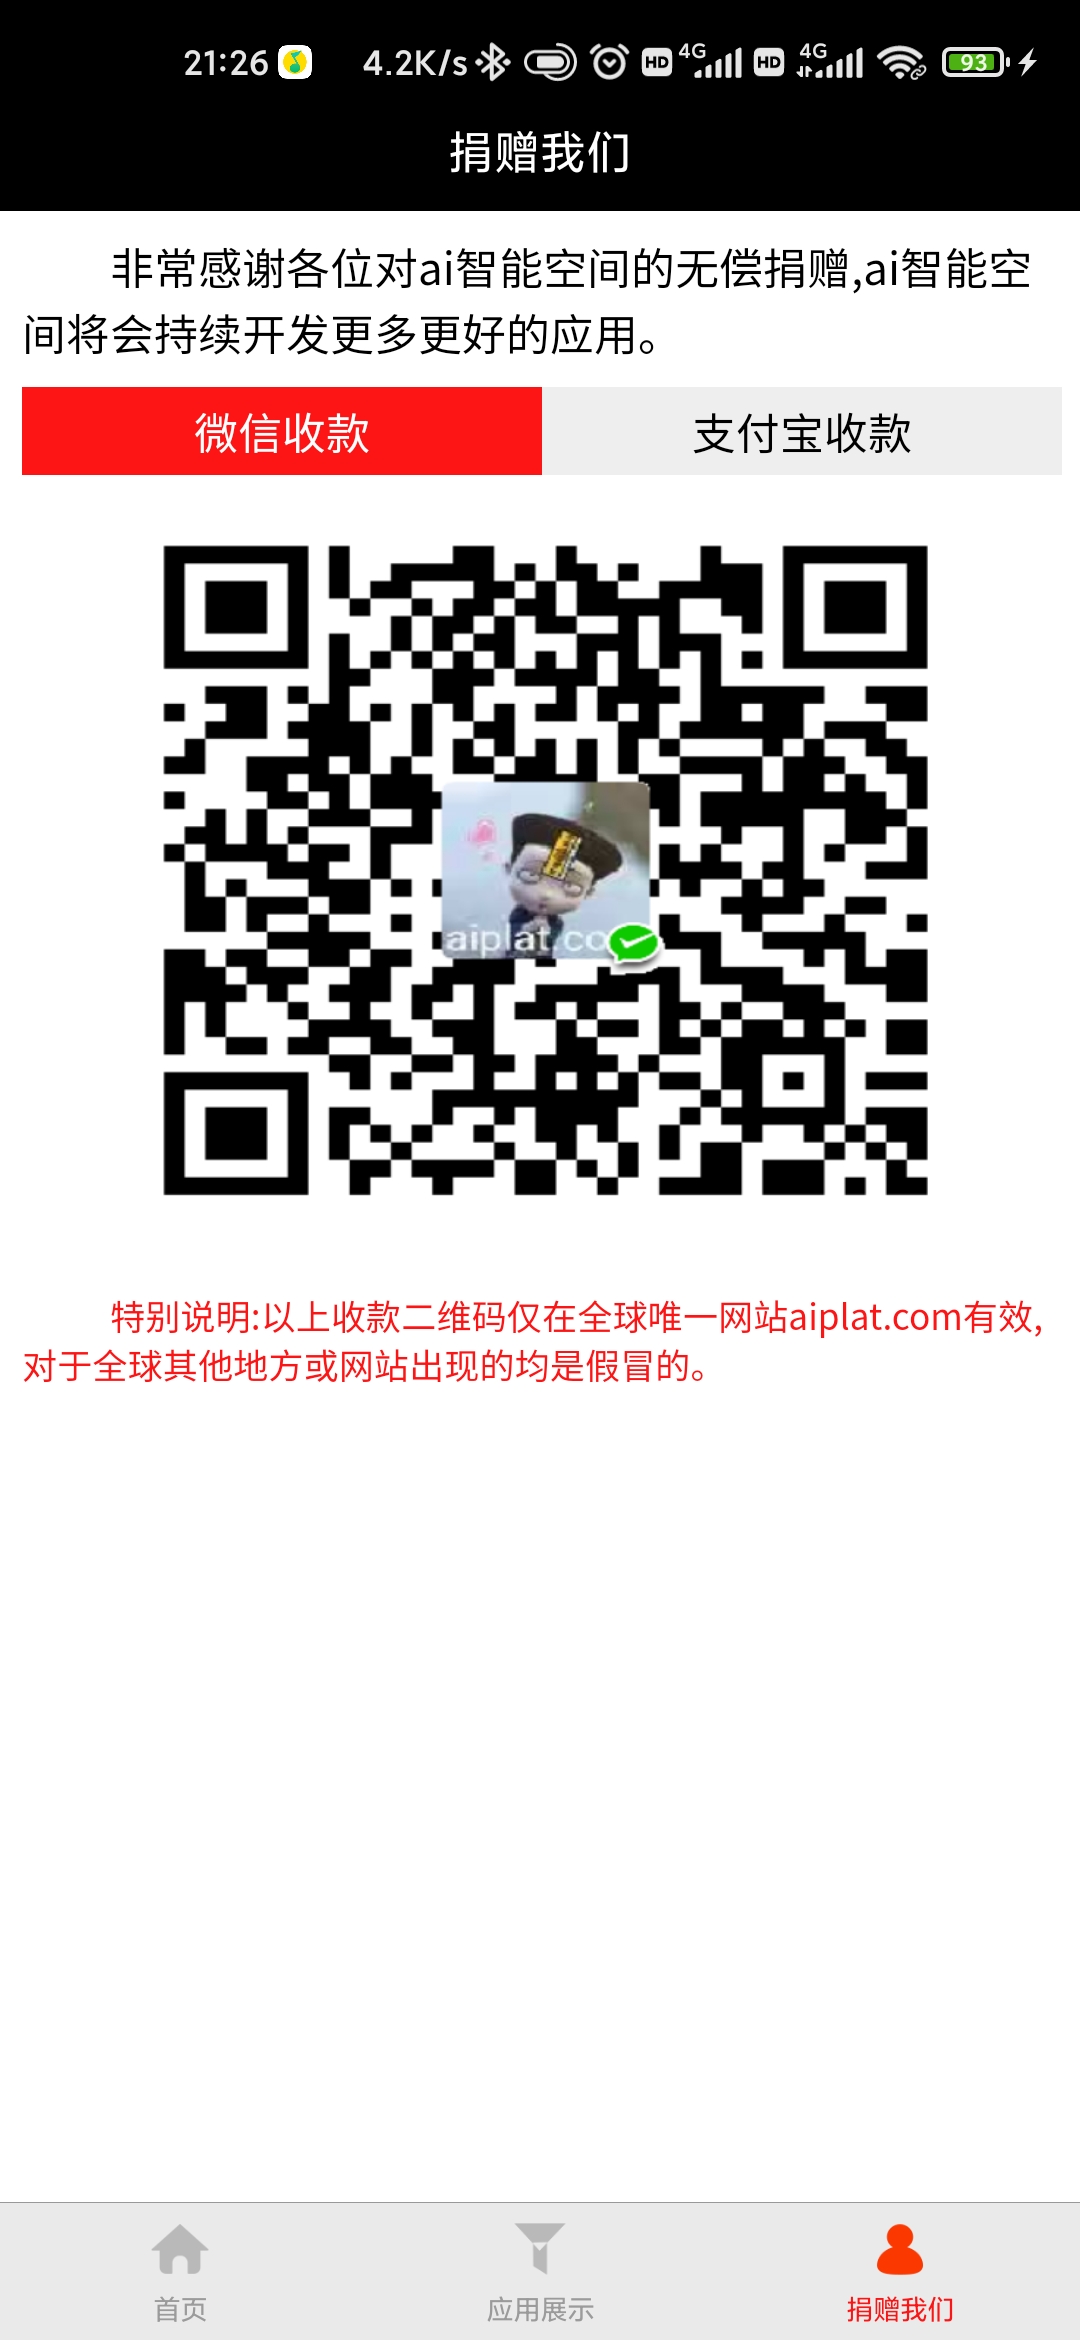 21:26 4.2K/s HD 4G HD 4G 93
捐赠我们
非常感谢各位对ai智能空间的无偿捐赠,ai智能空
间将会持续开发更多更好的应用。
微信收款 支付宝收款
aiplat.co
特别说明:以上收款二维码仅在全球唯一网站aiplat.com有效,
对于全球其他地方或网站出现的均是假冒的。
首页 应用展示 捐赠我们